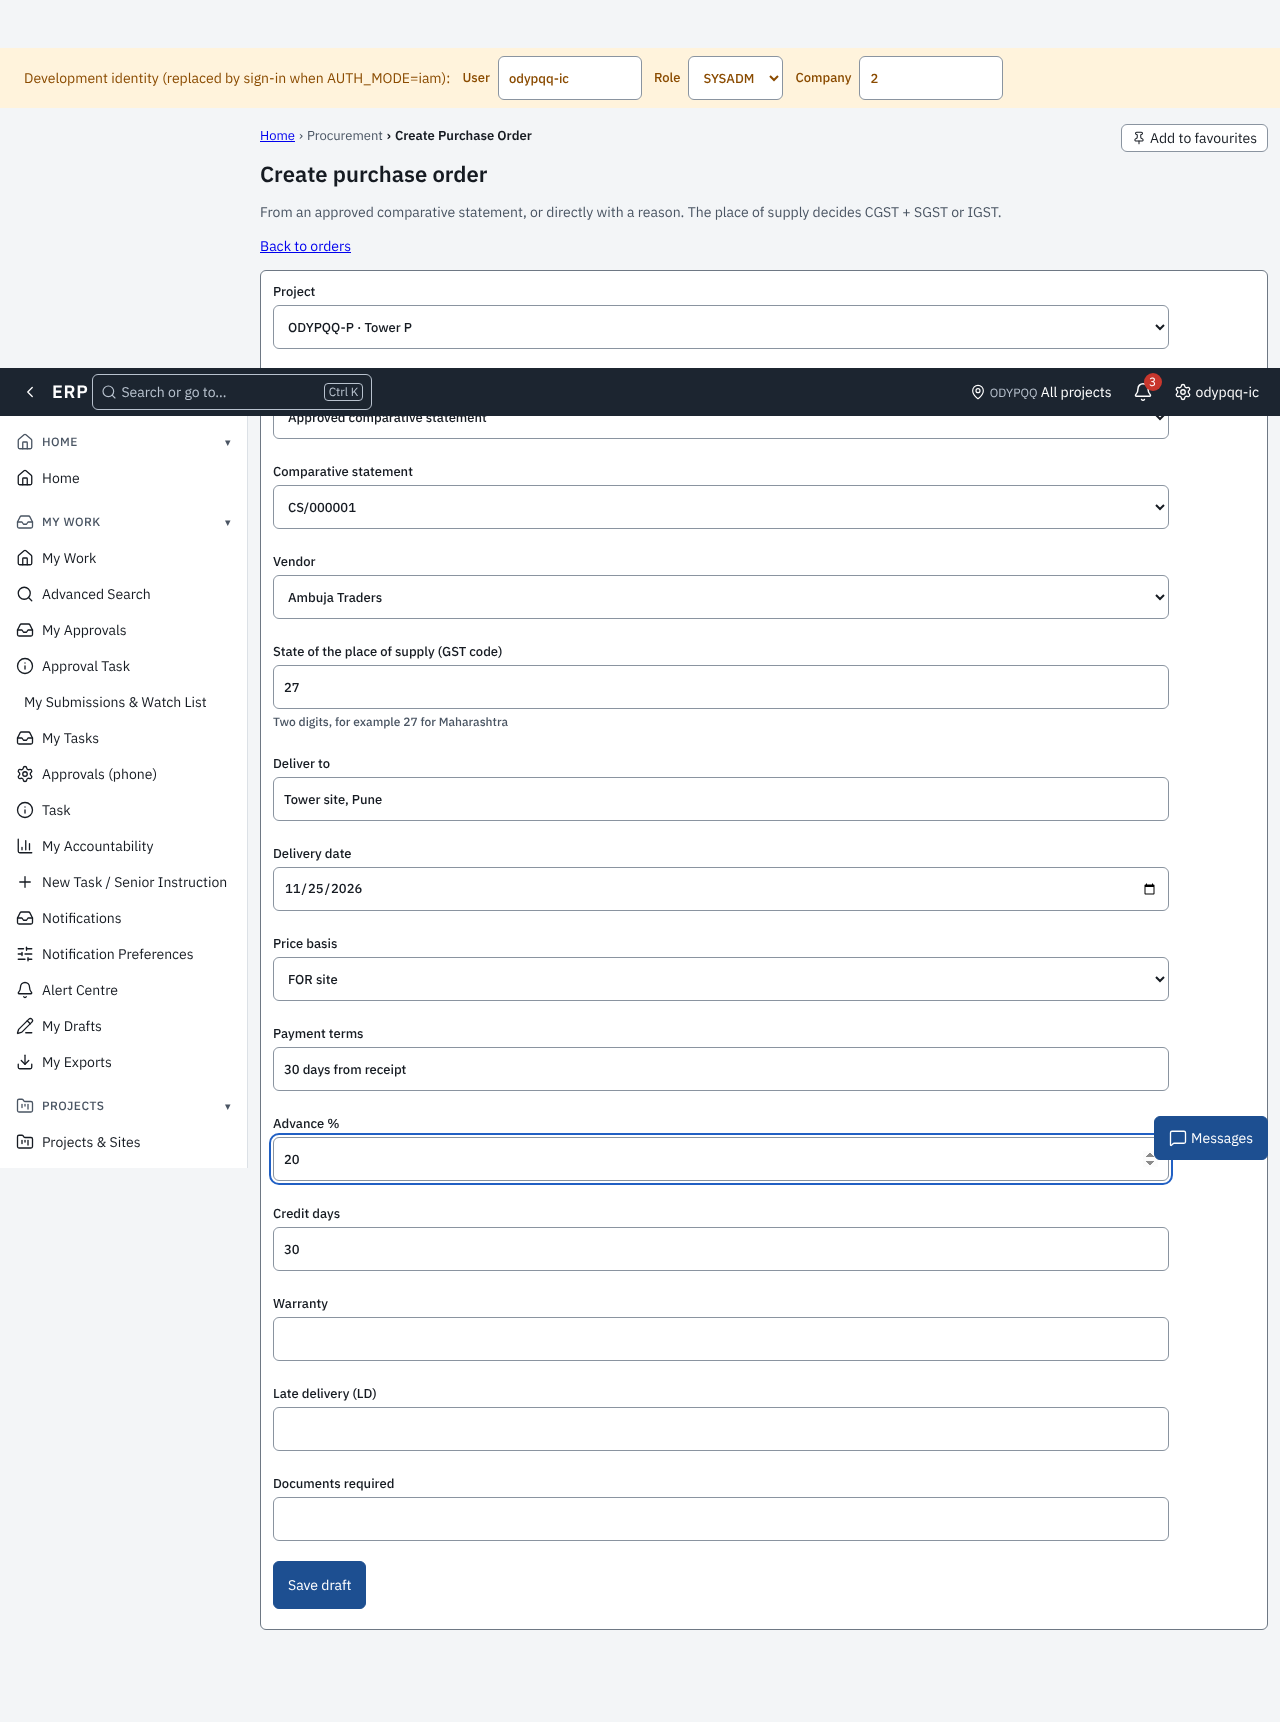 Development identity (replaced by sign-in when AUTH_MODE=iam): User odypqq-ic Role SYSADM Company 2
Home › Procurement › Create Purchase Order
Add to favourites
Create purchase order
From an approved comparative statement, or directly with a reason. The place of supply decides CGST + SGST or IGST.
Back to orders
Project
ODYPQQ-P · Tower P
ERP Search or go to... Ctrl K ODYPQQ All projects 3 odypqq-ic
Approved comparative statement
HOME
Home
MY WORK
My Work
Advanced Search
My Approvals
Approval Task
My Submissions & Watch List
My Tasks
Approvals (phone)
Task
My Accountability
New Task / Senior Instruction
Notifications
Notification Preferences
Alert Centre
My Drafts
My Exports
PROJECTS
Projects & Sites
Comparative statement
CS/000001
Vendor
Ambuja Traders
State of the place of supply (GST code)
27
Two digits, for example 27 for Maharashtra
Deliver to
Tower site, Pune
Delivery date
11/25/2026
Price basis
FOR site
Payment terms
30 days from receipt
Advance %
20
Messages
Credit days
30
Warranty
Late delivery (LD)
Documents required
Save draft